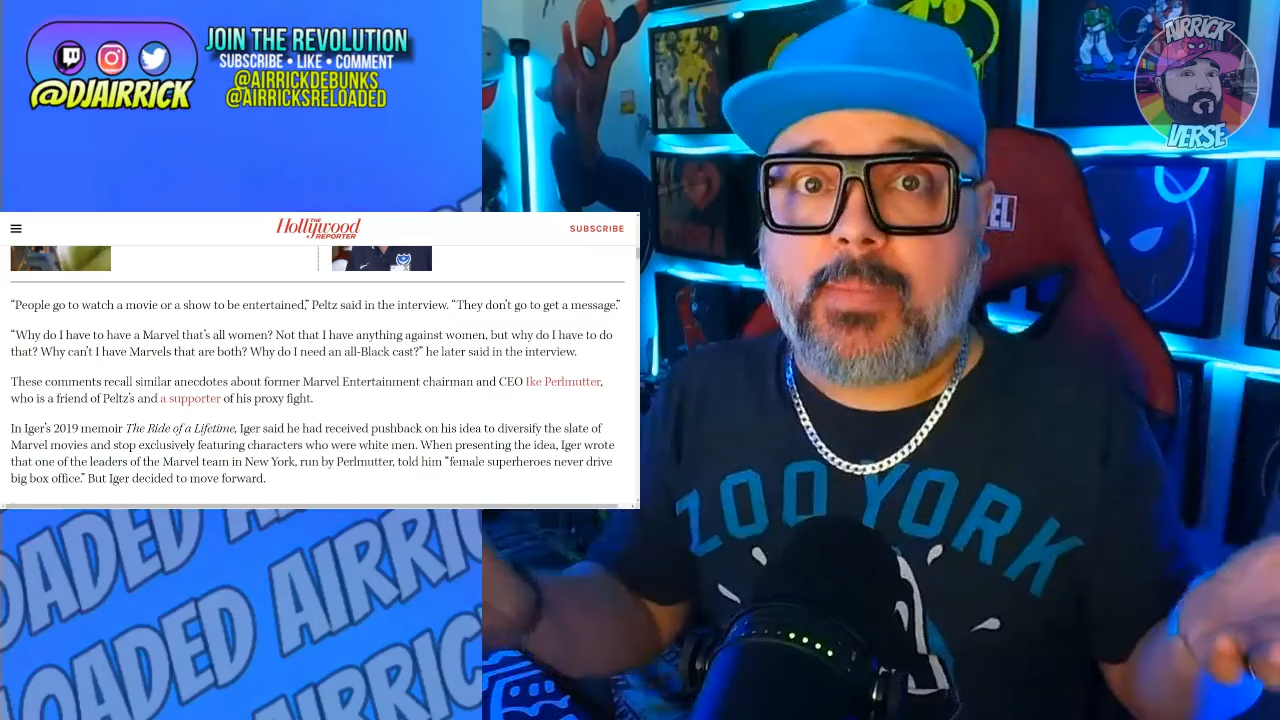 JOIN THE REVOLUTION
SUBSCRIBE • LIKE • COMMENT
@DJAIRRICK
@AIRRICKDEBUNKS
@AIRRICKSRELOADED
AIRRICK
VERSE
THE
Hollywood
REPORTER
SUBSCRIBE
“People go to watch a movie or a show to be entertained,” Peltz said in the interview. “They don’t go to get a message.”
“Why do I have to have a Marvel that’s all women? Not that I have anything against women, but why do I have to do
that? Why can’t I have Marvels that are both? Why do I need an all-Black cast?” he later said in the interview.
These comments recall similar anecdotes about former Marvel Entertainment chairman and CEO Ike Perlmutter,
who is a friend of Peltz’s and a supporter of his proxy fight.
In Iger’s 2019 memoir The Ride of a Lifetime, Iger said he had received pushback on his idea to diversify the slate of
Marvel movies and stop exclusively featuring characters who were white men. When presenting the idea, Iger wrote
that one of the leaders of the Marvel team in New York, run by Perlmutter, told him “female superheroes never drive
big box office.” But Iger decided to move forward.
ZOO YORK
OADED AIRRIC
LOADED AIRRIC
AIRRIC